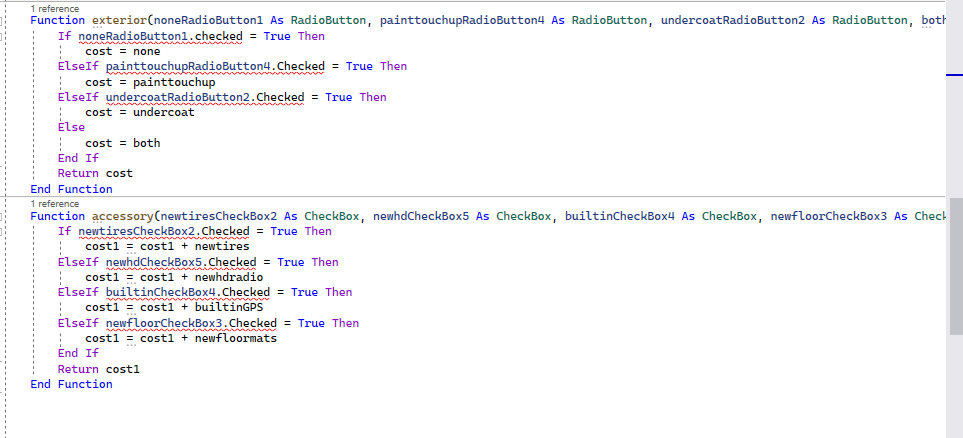 1 reference
Function exterior(noneRadioButton1 As RadioButton, painttouchupRadioButton4 As RadioButton, undercoatRadioButton2 As RadioButton, both
If noneRadioButton1.checked = True Then
cost = none
ElseIf painttouchupRadioButton4.Checked = True Then
cost = painttouchup
ElseIf undercoatRadioButton2.Checked = True Then
cost = undercoat
Else
cost = both
End If
Return cost
End Function
1 reference
Function accessory(newtiresCheckBox2 As CheckBox, newhdCheckBox5 As CheckBox, builtinCheckBox4 As CheckBox, newfloorCheckBox3 As Check
If newtiresCheckBox2.Checked = True Then
cost1 = cost1 + newtires
ElseIf newhdCheckBox5.Checked = True Then
cost1 = cost1 + newhdradio
ElseIf builtinCheckBox4.Checked = True Then
cost1 = cost1 + builtinGPS
ElseIf newfloorCheckBox3.Checked = True Then
cost1 = cost1 + newfloormats
End If
Return cost1
End Function